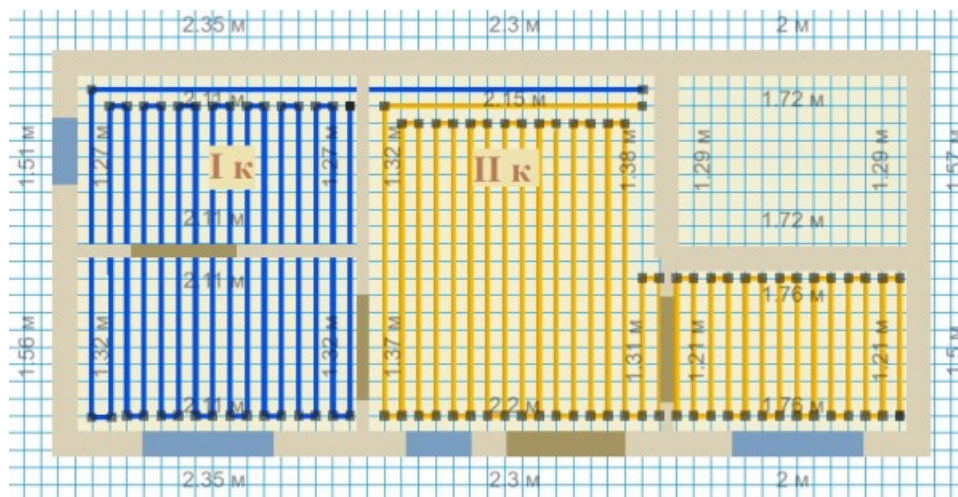 2.35 м 2.3 м 2 м
2.11 м 2.15 м 1.72 м
1.51 м 1.27 м 1.27 м 1.32 м 1.38 м 1.29 м 1.29 м 1.57 м
I к II к
2.11 м 1.72 м
2.11 м 1.76 м
1.56 м 1.32 м 1.32 м 1.37 м 1.31 м 1.21 м 1.21 м 1.5 м
2.11 м 2.2 м 1.76 м
2.35 м 2.3 м 2 м